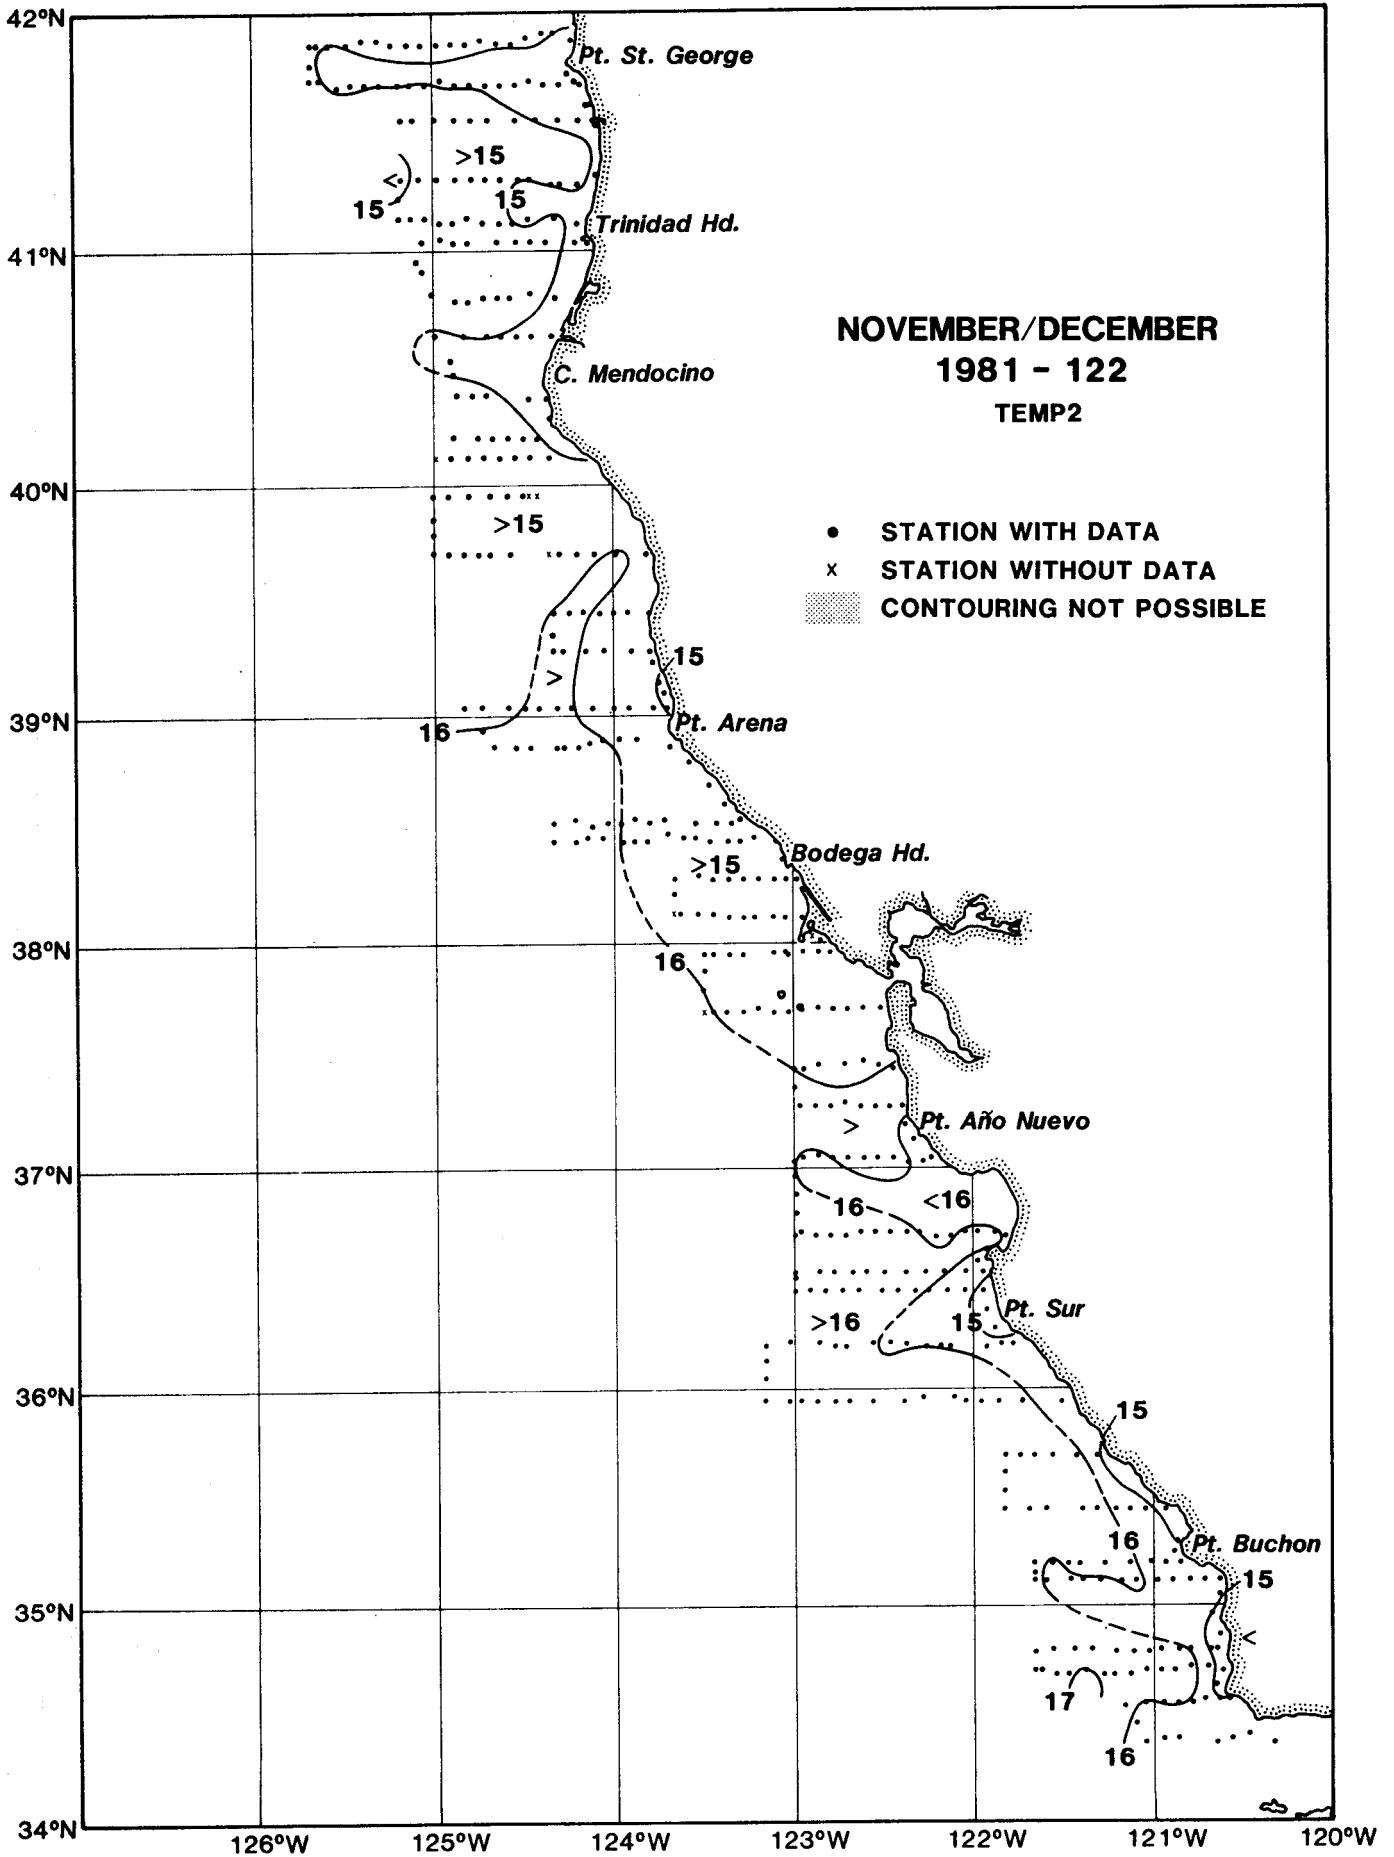 42°N
Pt. St. George
>15
<
15
15
Trinidad Hd.
41°N
NOVEMBER/DECEMBER
1981 - 122
TEMP2
C. Mendocino
40°N
>15
• STATION WITH DATA
x STATION WITHOUT DATA
CONTOURING NOT POSSIBLE
15
>
39°N
16
Pt. Arena
Bodega Hd.
>15
38°N
16
Pt. Año Nuevo
>
37°N
16
<16
Pt. Sur
>16
15
36°N
15
16
Pt. Buchon
15
35°N
<
17
16
34°N
126°W
125°W
124°W
123°W
122°W
121°W
120°W